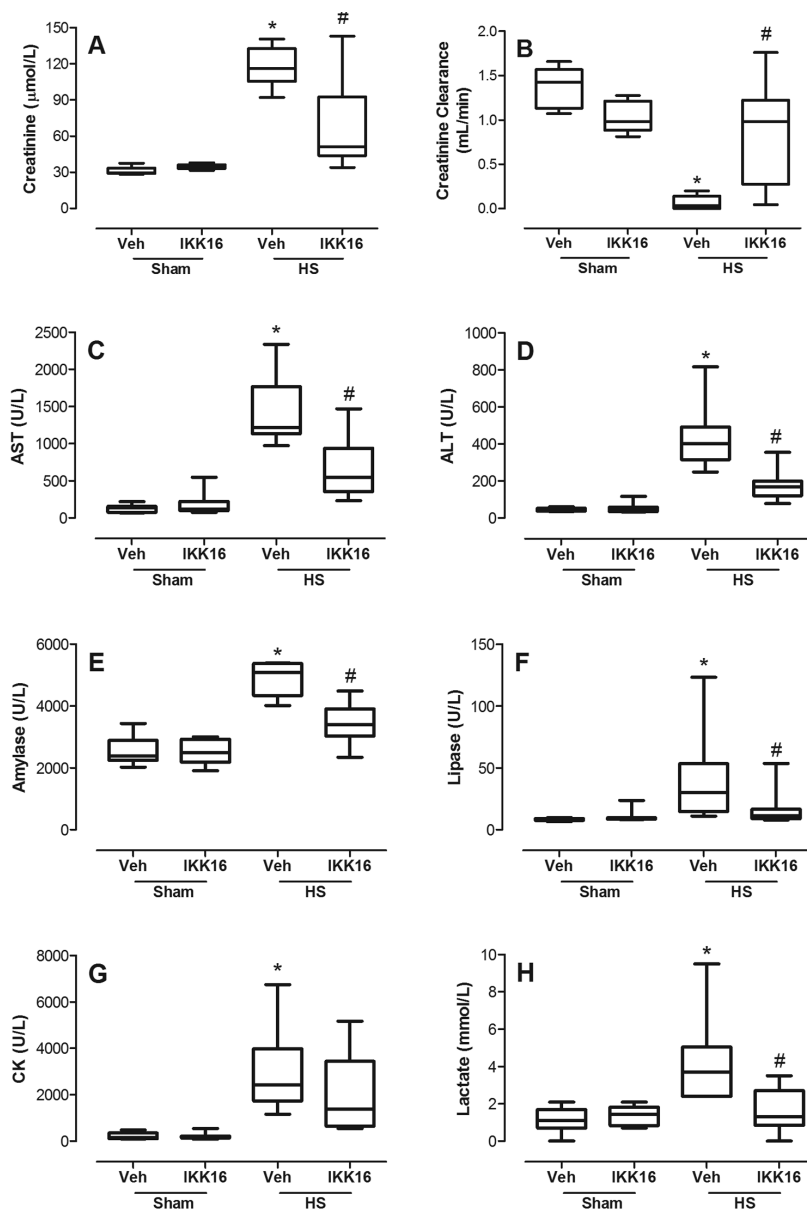 A
Creatinine (μmol/L)
150
120
90
60
30
0
*
#
Veh IKK16 Veh IKK16
Sham HS
B
Creatinine Clearance
(mL/min)
2.0
1.5
1.0
0.5
0.0
*
#
Veh IKK16 Veh IKK16
Sham HS
C
AST (U/L)
2500
2000
1500
1000
500
0
*
#
Veh IKK16 Veh IKK16
Sham HS
D
ALT (U/L)
1000
800
600
400
200
0
*
#
Veh IKK16 Veh IKK16
Sham HS
E
Amylase (U/L)
6000
4000
2000
0
*
#
Veh IKK16 Veh IKK16
Sham HS
F
Lipase (U/L)
150
100
50
0
*
#
Veh IKK16 Veh IKK16
Sham HS
G
CK (U/L)
8000
6000
4000
2000
0
*
Veh IKK16 Veh IKK16
Sham HS
H
Lactate (mmol/L)
10
8
6
4
2
0
*
#
Veh IKK16 Veh IKK16
Sham HS